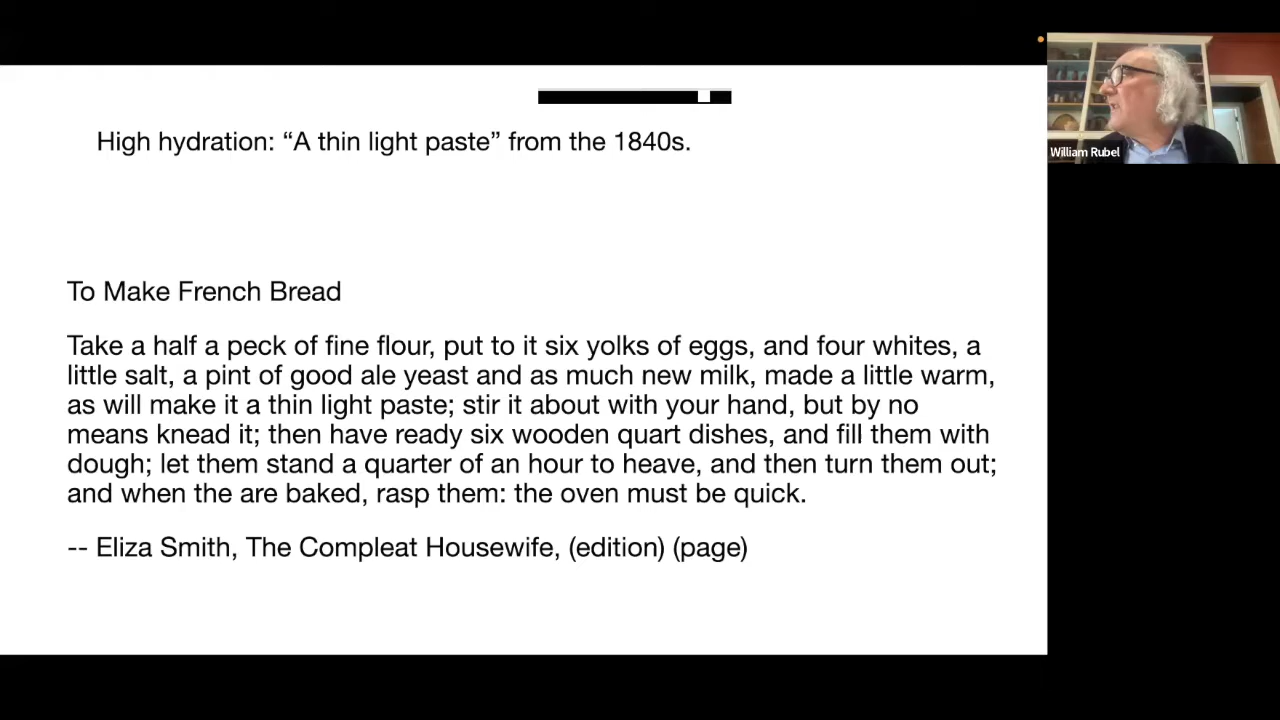 High hydration: “A thin light paste” from the 1840s.
To Make French Bread
Take a half a peck of fine flour, put to it six yolks of eggs, and four whites, a
little salt, a pint of good ale yeast and as much new milk, made a little warm,
as will make it a thin light paste; stir it about with your hand, but by no
means knead it; then have ready six wooden quart dishes, and fill them with
dough; let them stand a quarter of an hour to heave, and then turn them out;
and when the are baked, rasp them: the oven must be quick.
-- Eliza Smith, The Compleat Housewife, (edition) (page)
William Rubel